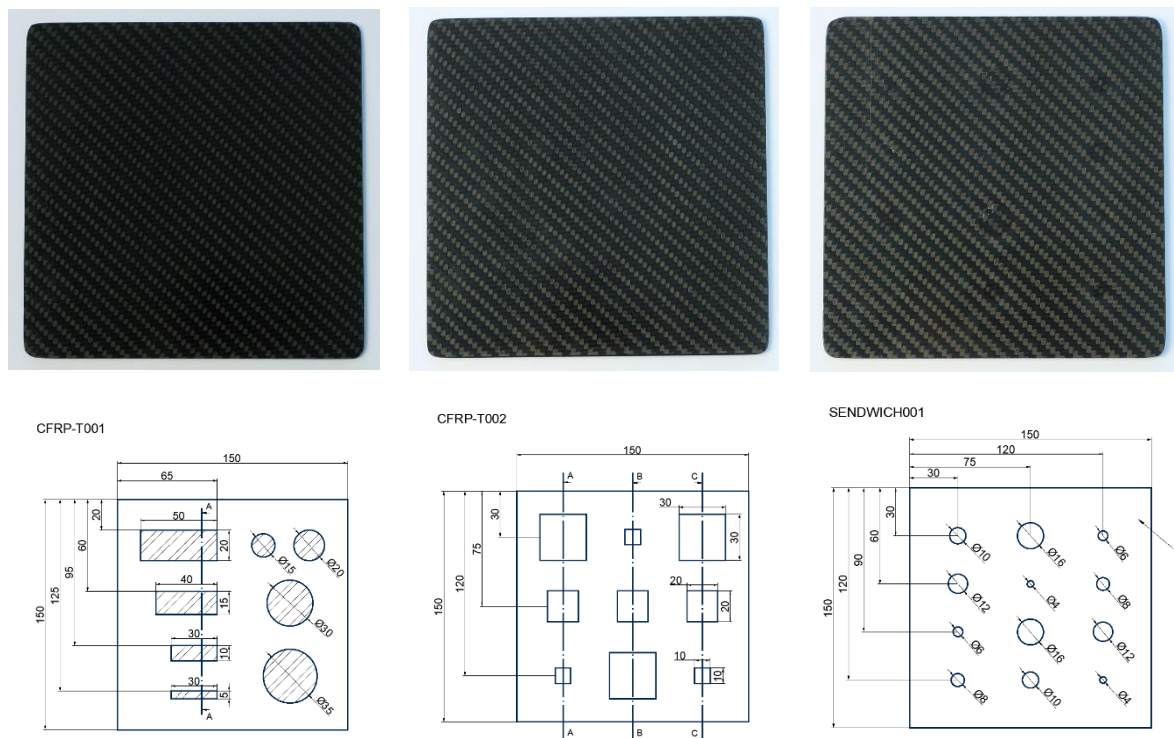 CFRP-T001
150
65
A
50
20
20
60
95
125
150
40
15
30
10
30
5
A
Ø15
Ø20
Ø30
Ø35
CFRP-T002
150
A
B
C
30
30
30
75
120
150
20
20
10
10
A
B
C
SENDWICH001
150
120
75
30
30
60
90
120
150
Ø10
Ø16
Ø6
Ø12
Ø4
Ø8
Ø6
Ø16
Ø12
Ø8
Ø10
Ø4